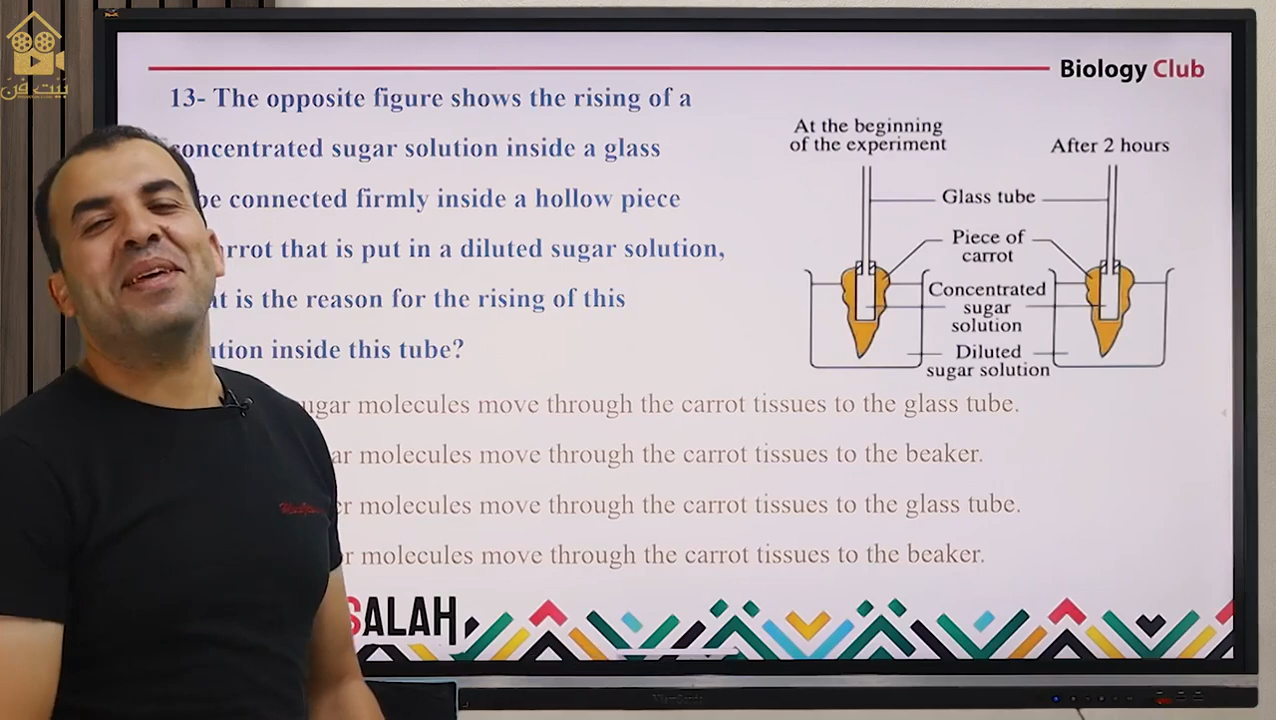 بيت فن
Biology Club
13- The opposite figure shows the rising of a
concentrated sugar solution inside a glass
be connected firmly inside a hollow piece
rrot that is put in a diluted sugar solution,
at is the reason for the rising of this
ution inside this tube?
ugar molecules move through the carrot tissues to the glass tube.
ar molecules move through the carrot tissues to the beaker.
er molecules move through the carrot tissues to the glass tube.
r molecules move through the carrot tissues to the beaker.
At the beginning
of the experiment
After 2 hours
Glass tube
Piece of
carrot
Concentrated
sugar
solution
Diluted
sugar solution
SALAH